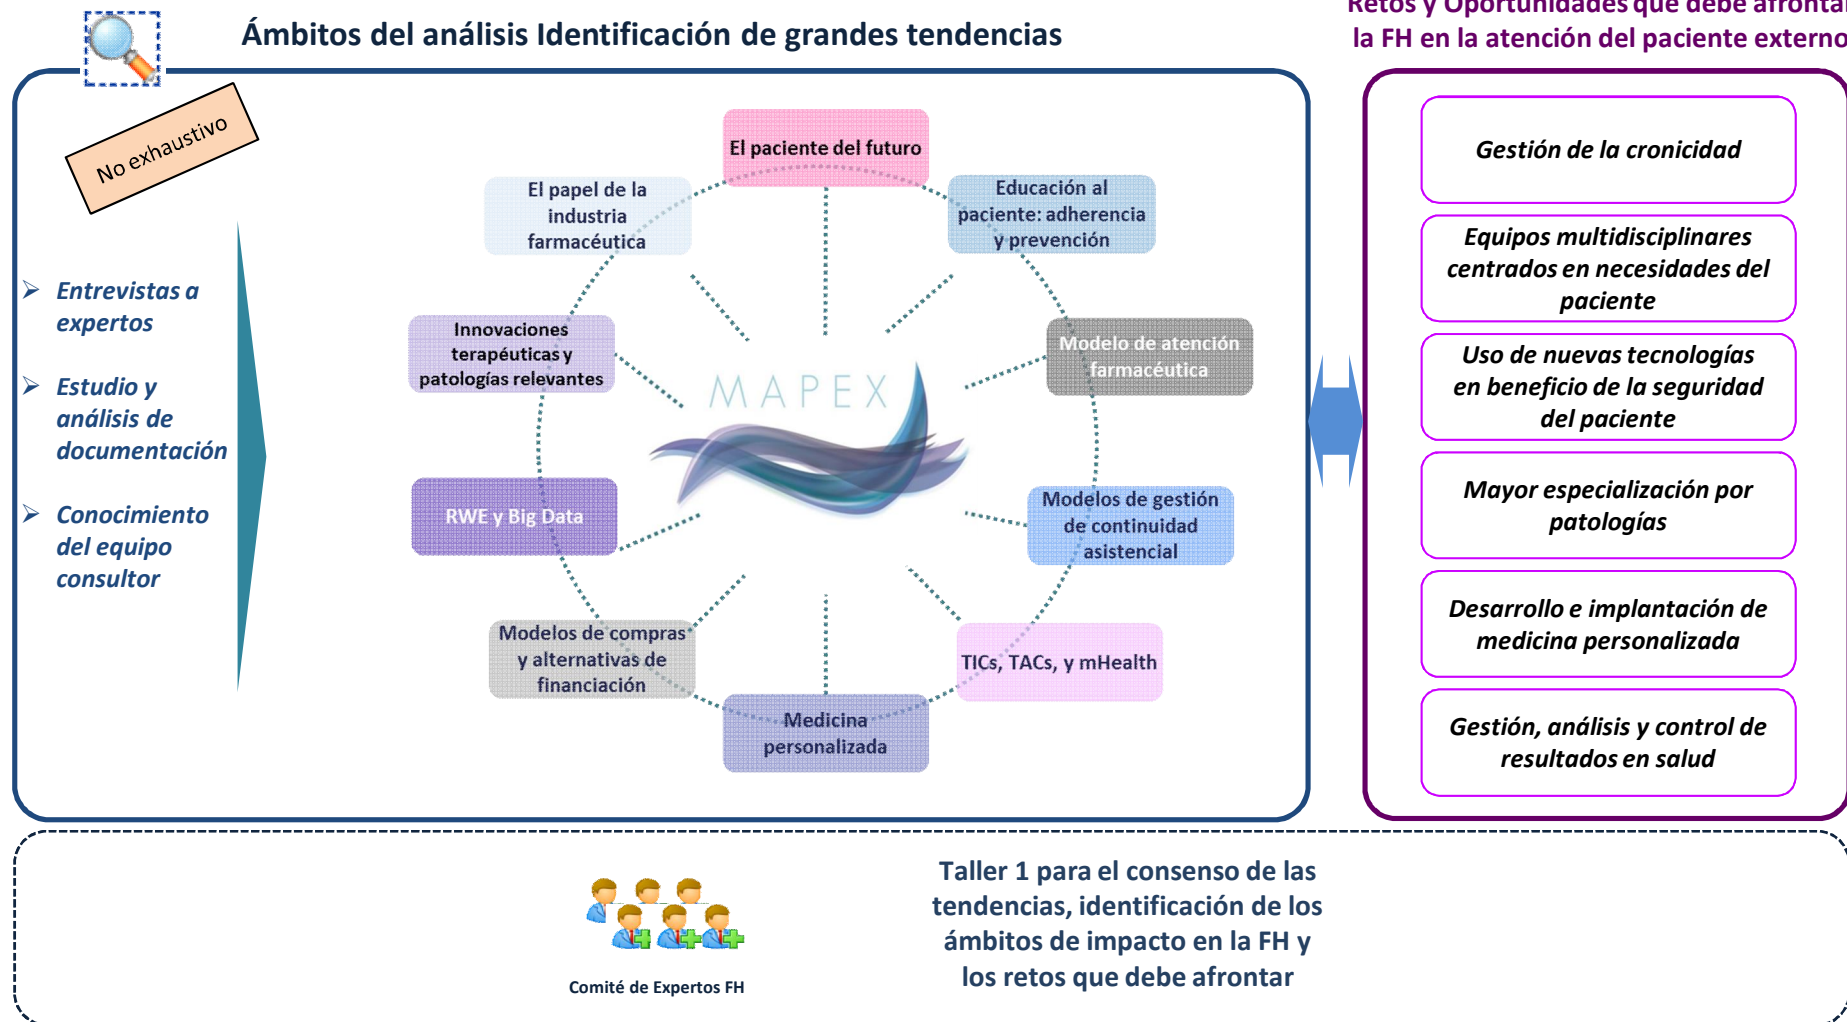 Ámbitos del análisis Identificación de grandes tendencias
Retos y Oportunidades que debe afrontar
la FH en la atención del paciente externo
No exhaustivo
Entrevistas a
expertos
Estudio y
análisis de
documentación
Conocimiento
del equipo
consultor
El paciente del futuro
Educación al
paciente: adherencia
y prevención
Modelo de atención
farmacéutica
Modelos de gestión
de continuidad
asistencial
TICs, TACs, y mHealth
Medicina
personalizada
Modelos de compras
y alternativas de
financiación
RWE y Big Data
Innovaciones
terapéuticas y
patologías relevantes
El papel de la
industria
farmacéutica
MAPEX
Gestión de la cronicidad
Equipos multidisciplinares
centrados en necesidades del
paciente
Uso de nuevas tecnologías
en beneficio de la seguridad
del paciente
Mayor especialización por
patologías
Desarrollo e implantación de
medicina personalizada
Gestión, análisis y control de
resultados en salud
Comité de Expertos FH
Taller 1 para el consenso de las
tendencias, identificación de los
ámbitos de impacto en la FH y
los retos que debe afrontar